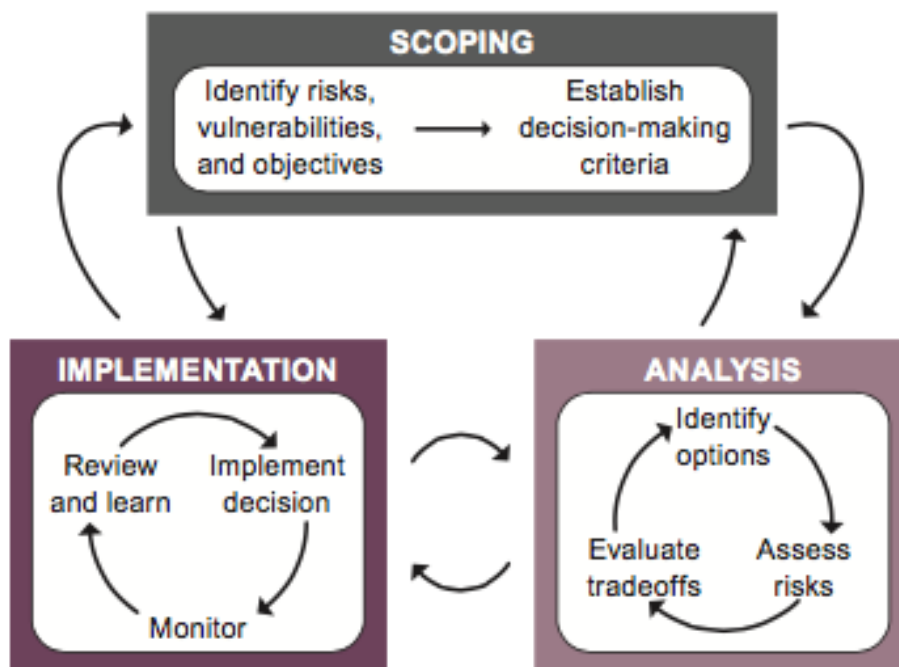 SCOPING
Identify risks,
vulnerabilities,
and objectives
Establish
decision-making
criteria
IMPLEMENTATION
Review
and learn
Implement
decision
Monitor
ANALYSIS
Identify
options
Assess
risks
Evaluate
tradeoffs